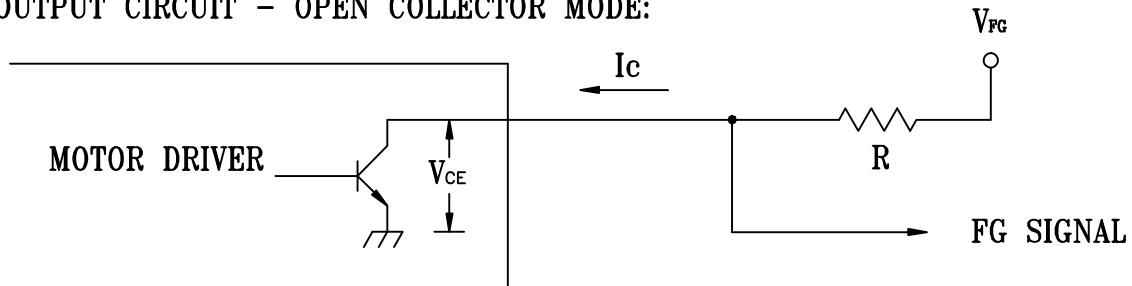 OUTPUT CIRCUIT – OPEN COLLECTOR MODE:
VFG
Ic
MOTOR DRIVER
VCE
R
FG SIGNAL